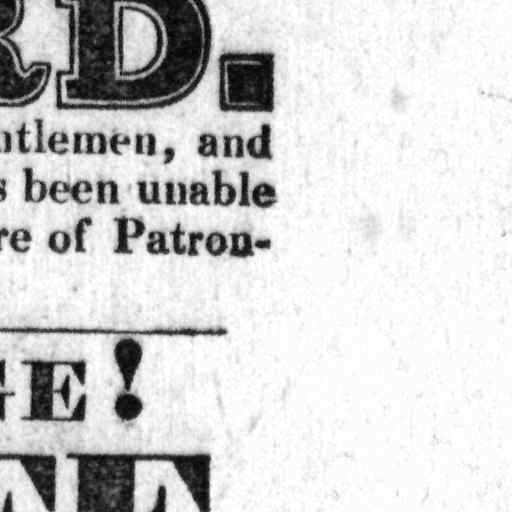 RD.
ntlemen, and
s been unable
re of Patron-
GE!